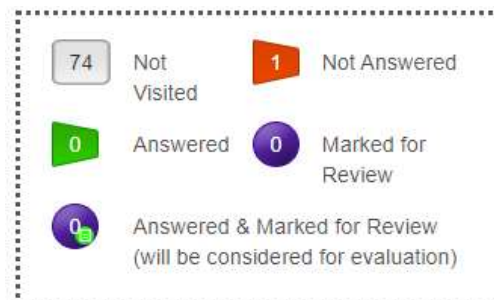 74 Not Visited
1 Not Answered
0 Answered
0 Marked for Review
0 Answered & Marked for Review
(will be considered for evaluation)